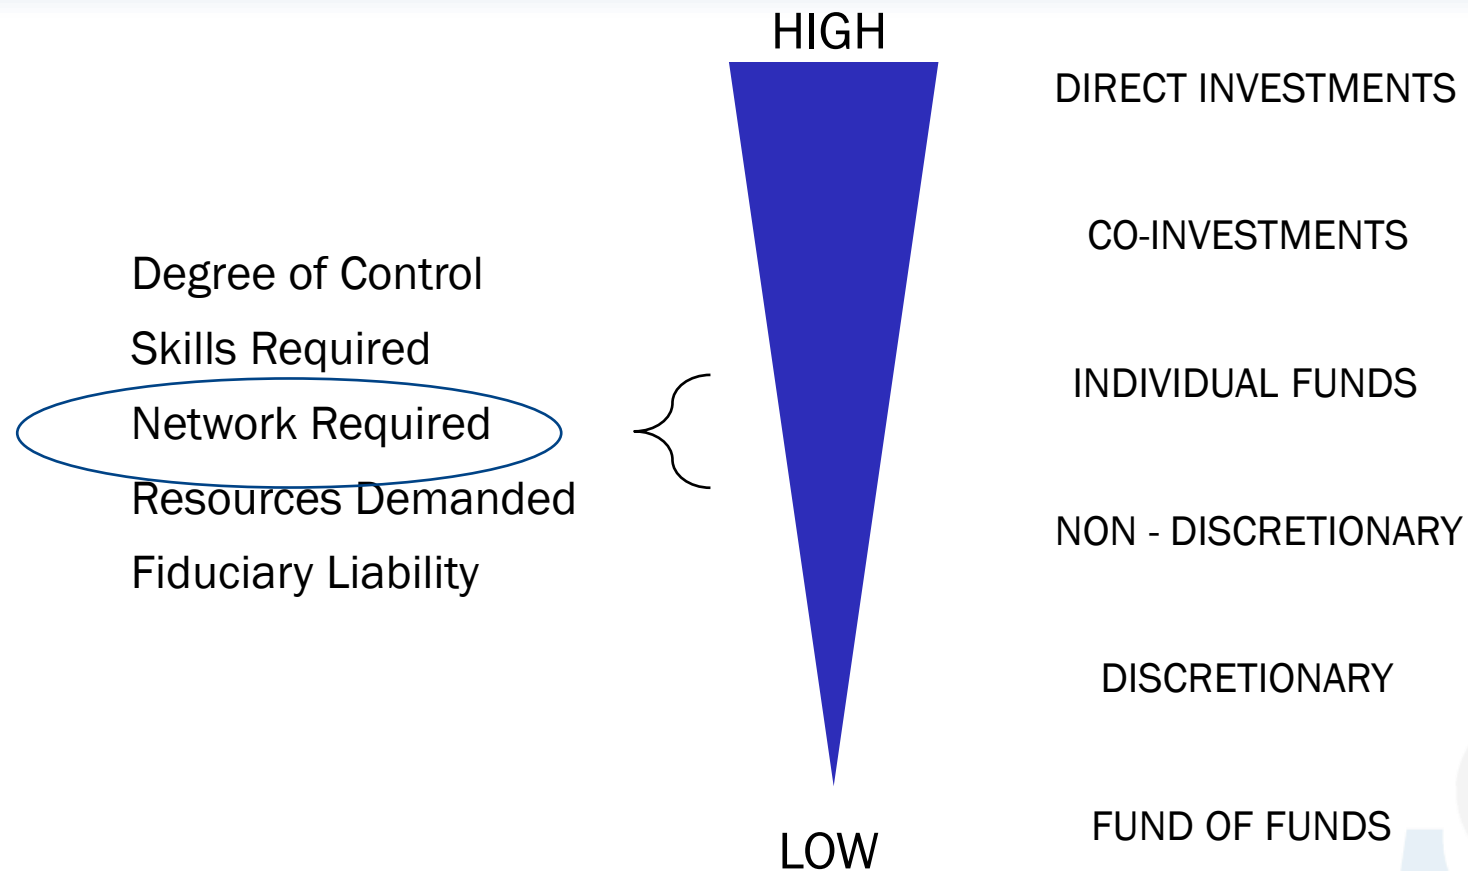 HIGH
DIRECT INVESTMENTS
CO-INVESTMENTS
Degree of Control
Skills Required
INDIVIDUAL FUNDS
Network Required
Resources Demanded
NON - DISCRETIONARY
Fiduciary Liability
DISCRETIONARY
FUND OF FUNDS
LOW